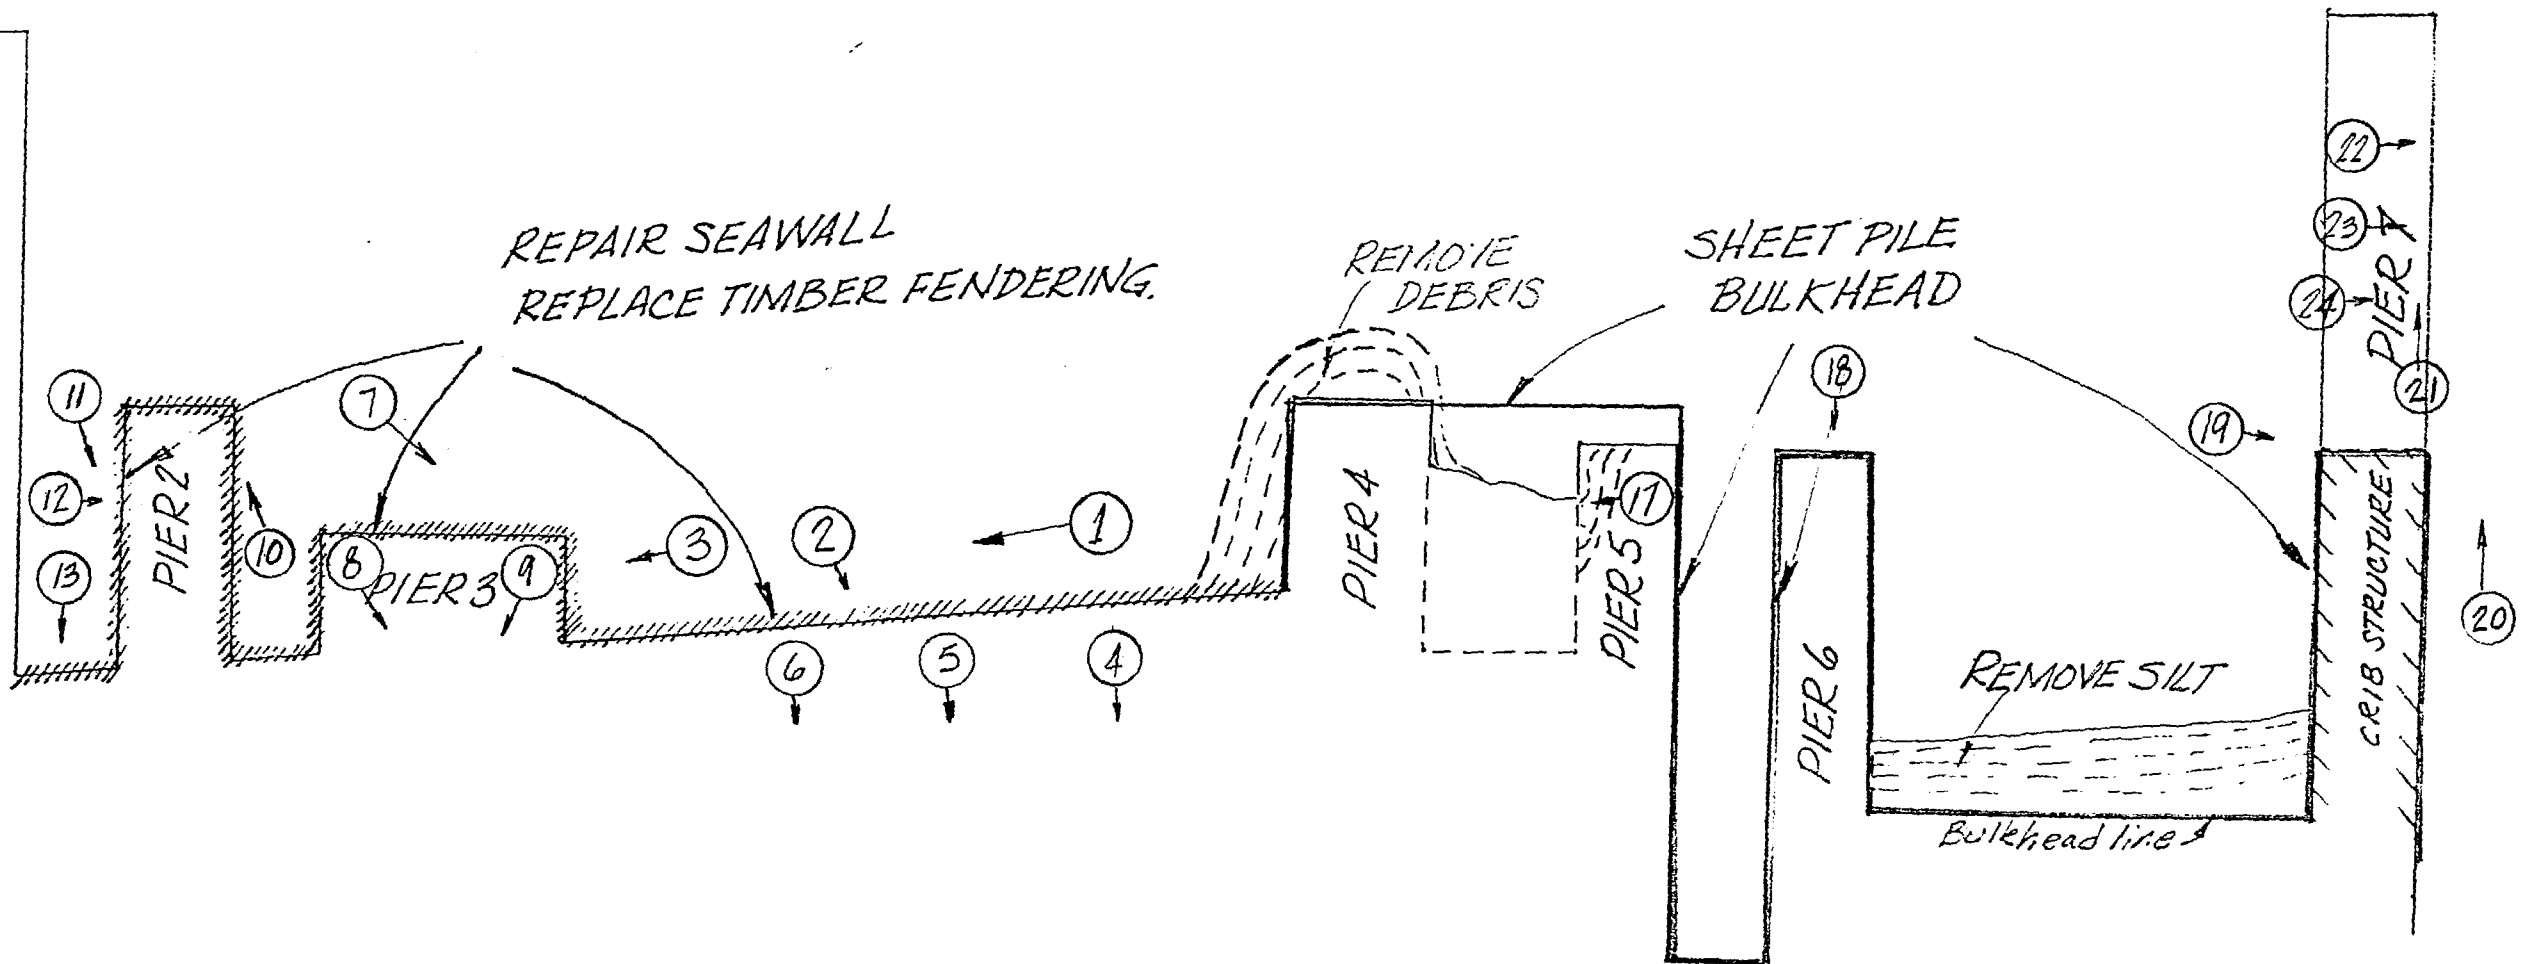 REPAIR SEAWALL
REPLACE TIMBER FENDERING.
REMOVE
DEBRIS
SHEET PILE
BULKHEAD
22
23
24
PIER 7
21
11
12
13
PIER 2
7
10
8
PIER 3
9
3
2
1
6
5
4
PIER 4
17
PIER 5
18
PIER 6
19
REMOVE SILT
Bulkhead line
CRIB STRUCTURE
20